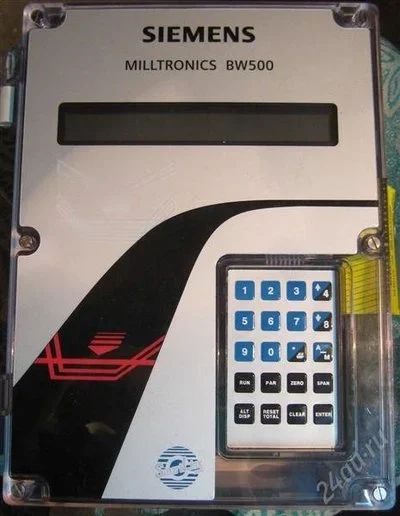 SIEMENS
MILLTRONICS BW500
1 2 3 4
5 6 7 8
9 0 M
RUN PAR ZERO SPAN
ALT DISP RESET TOTAL CLEAR ENTER
24au.ru